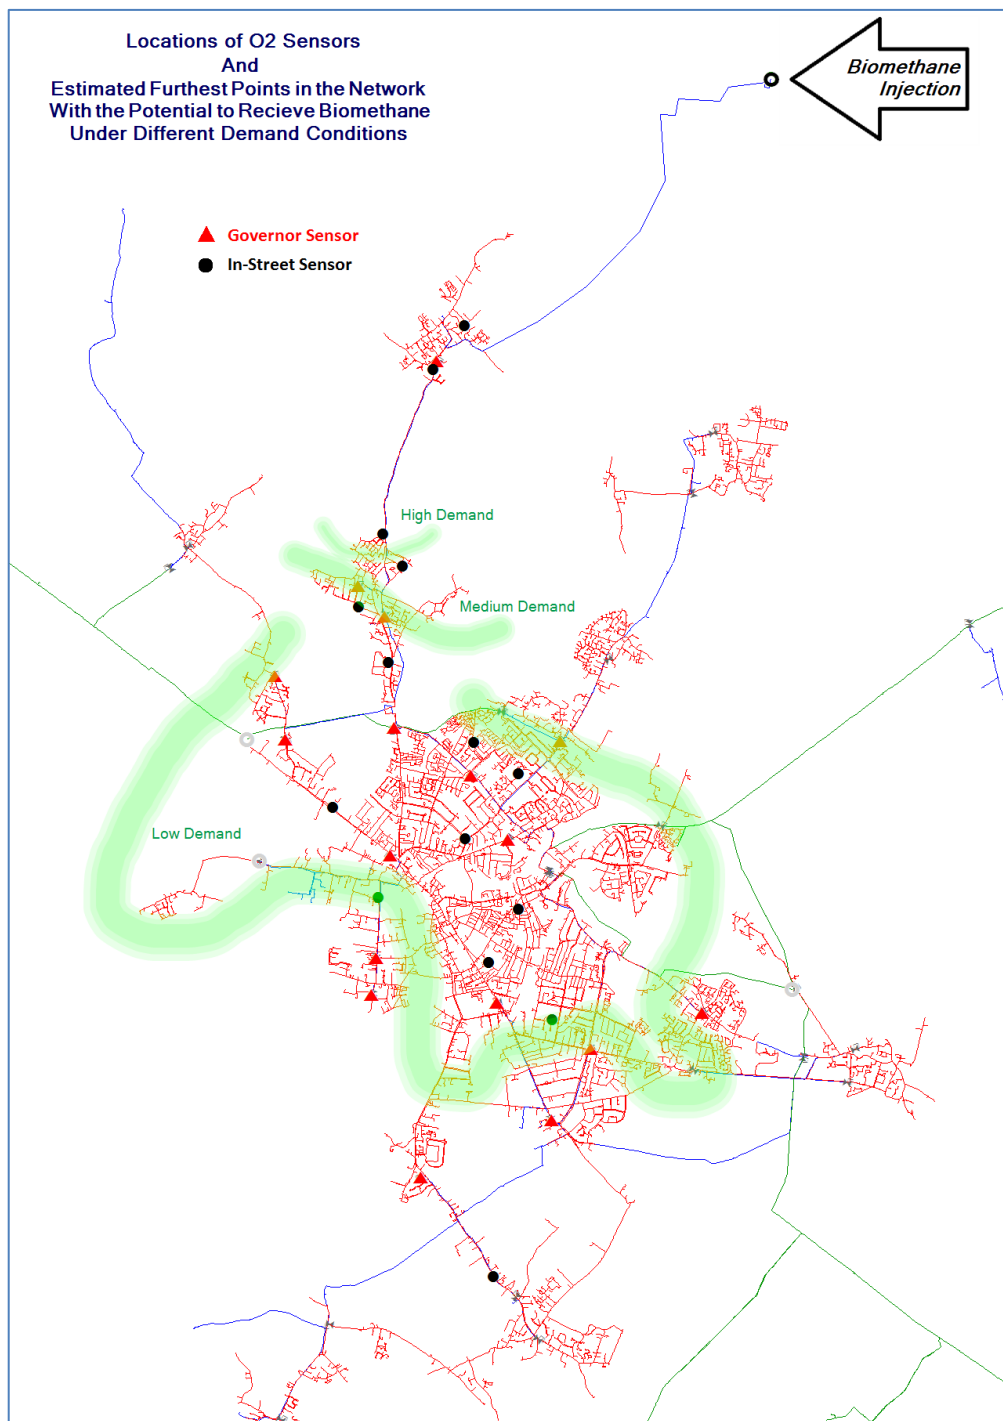 Locations of O2 Sensors
And
Estimated Furthest Points in the Network
With the Potential to Recieve Biomethane
Under Different Demand Conditions
Biomethane
Injection
Governor Sensor
In-Street Sensor
High Demand
Medium Demand
Low Demand